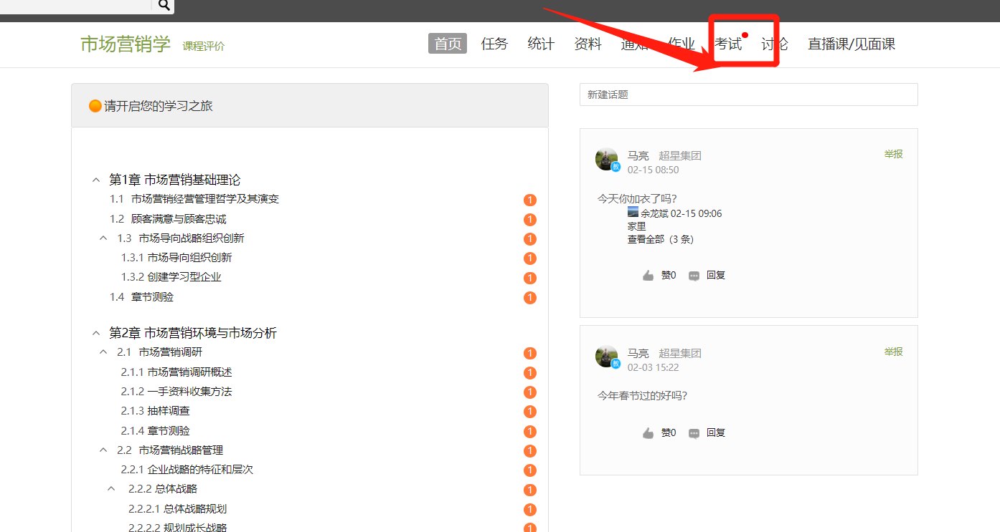 市场营销学 课程评价 首页 任务 统计 资料 通知 作业 考试 讨论 直播课/见面课
请开启您的学习之旅
第1章 市场营销基础理论
1.1 市场营销经营管理哲学及其演变 1
1.2 顾客满意与顾客忠诚 1
1.3 市场导向战略组织创新 1
1.3.1 市场导向组织创新 1
1.3.2 创建学习型企业 1
1.4 章节测验 1
第2章 市场营销环境与市场分析
2.1 市场营销调研 1
2.1.1 市场营销调研概述 1
2.1.2 一手资料收集方法 1
2.1.3 抽样调查 1
2.1.4 章节测验 1
2.2 市场营销战略管理 1
2.2.1 企业战略的特征和层次 1
2.2.2 总体战略 1
2.2.2.1 总体战略规划 1
2.2.2.2 规划成长战略 1
新建话题
马亮 超星集团 举报
教
02-15 08:50
今天你加衣了吗?
余龙斌 02-15 09:06
家里
查看全部（3 条）
赞0 回复
马亮 超星集团 举报
教
02-03 15:22
今年春节过的好吗?
赞0 回复